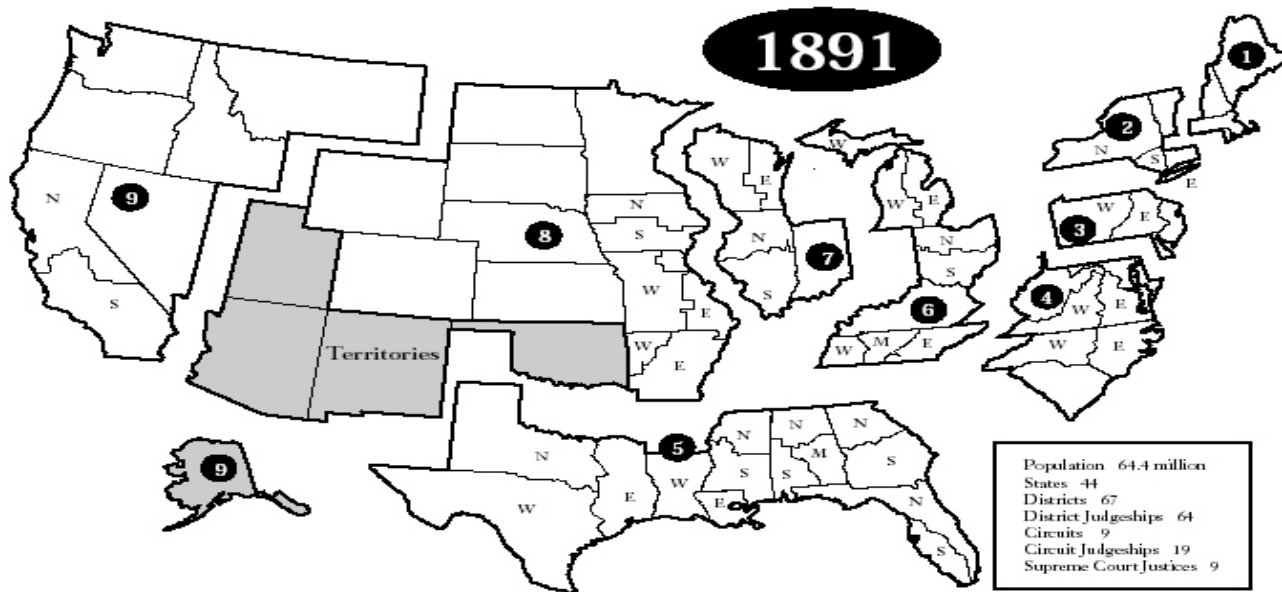 1891
1
2
N
S
E
3
W
E
4
W
E
W
E
W
W
E
W
E
N
S
7
N
S
6
W
M
E
N
S
8
W
E
W
E
9
N
S
Territories
9
5
N
W
E
W
E
N
S
N
M
S
N
S
N
S
Population 64.4 million
States 44
Districts 67
District Judgeships 64
Circuits 9
Circuit Judgeships 19
Supreme Court Justices 9